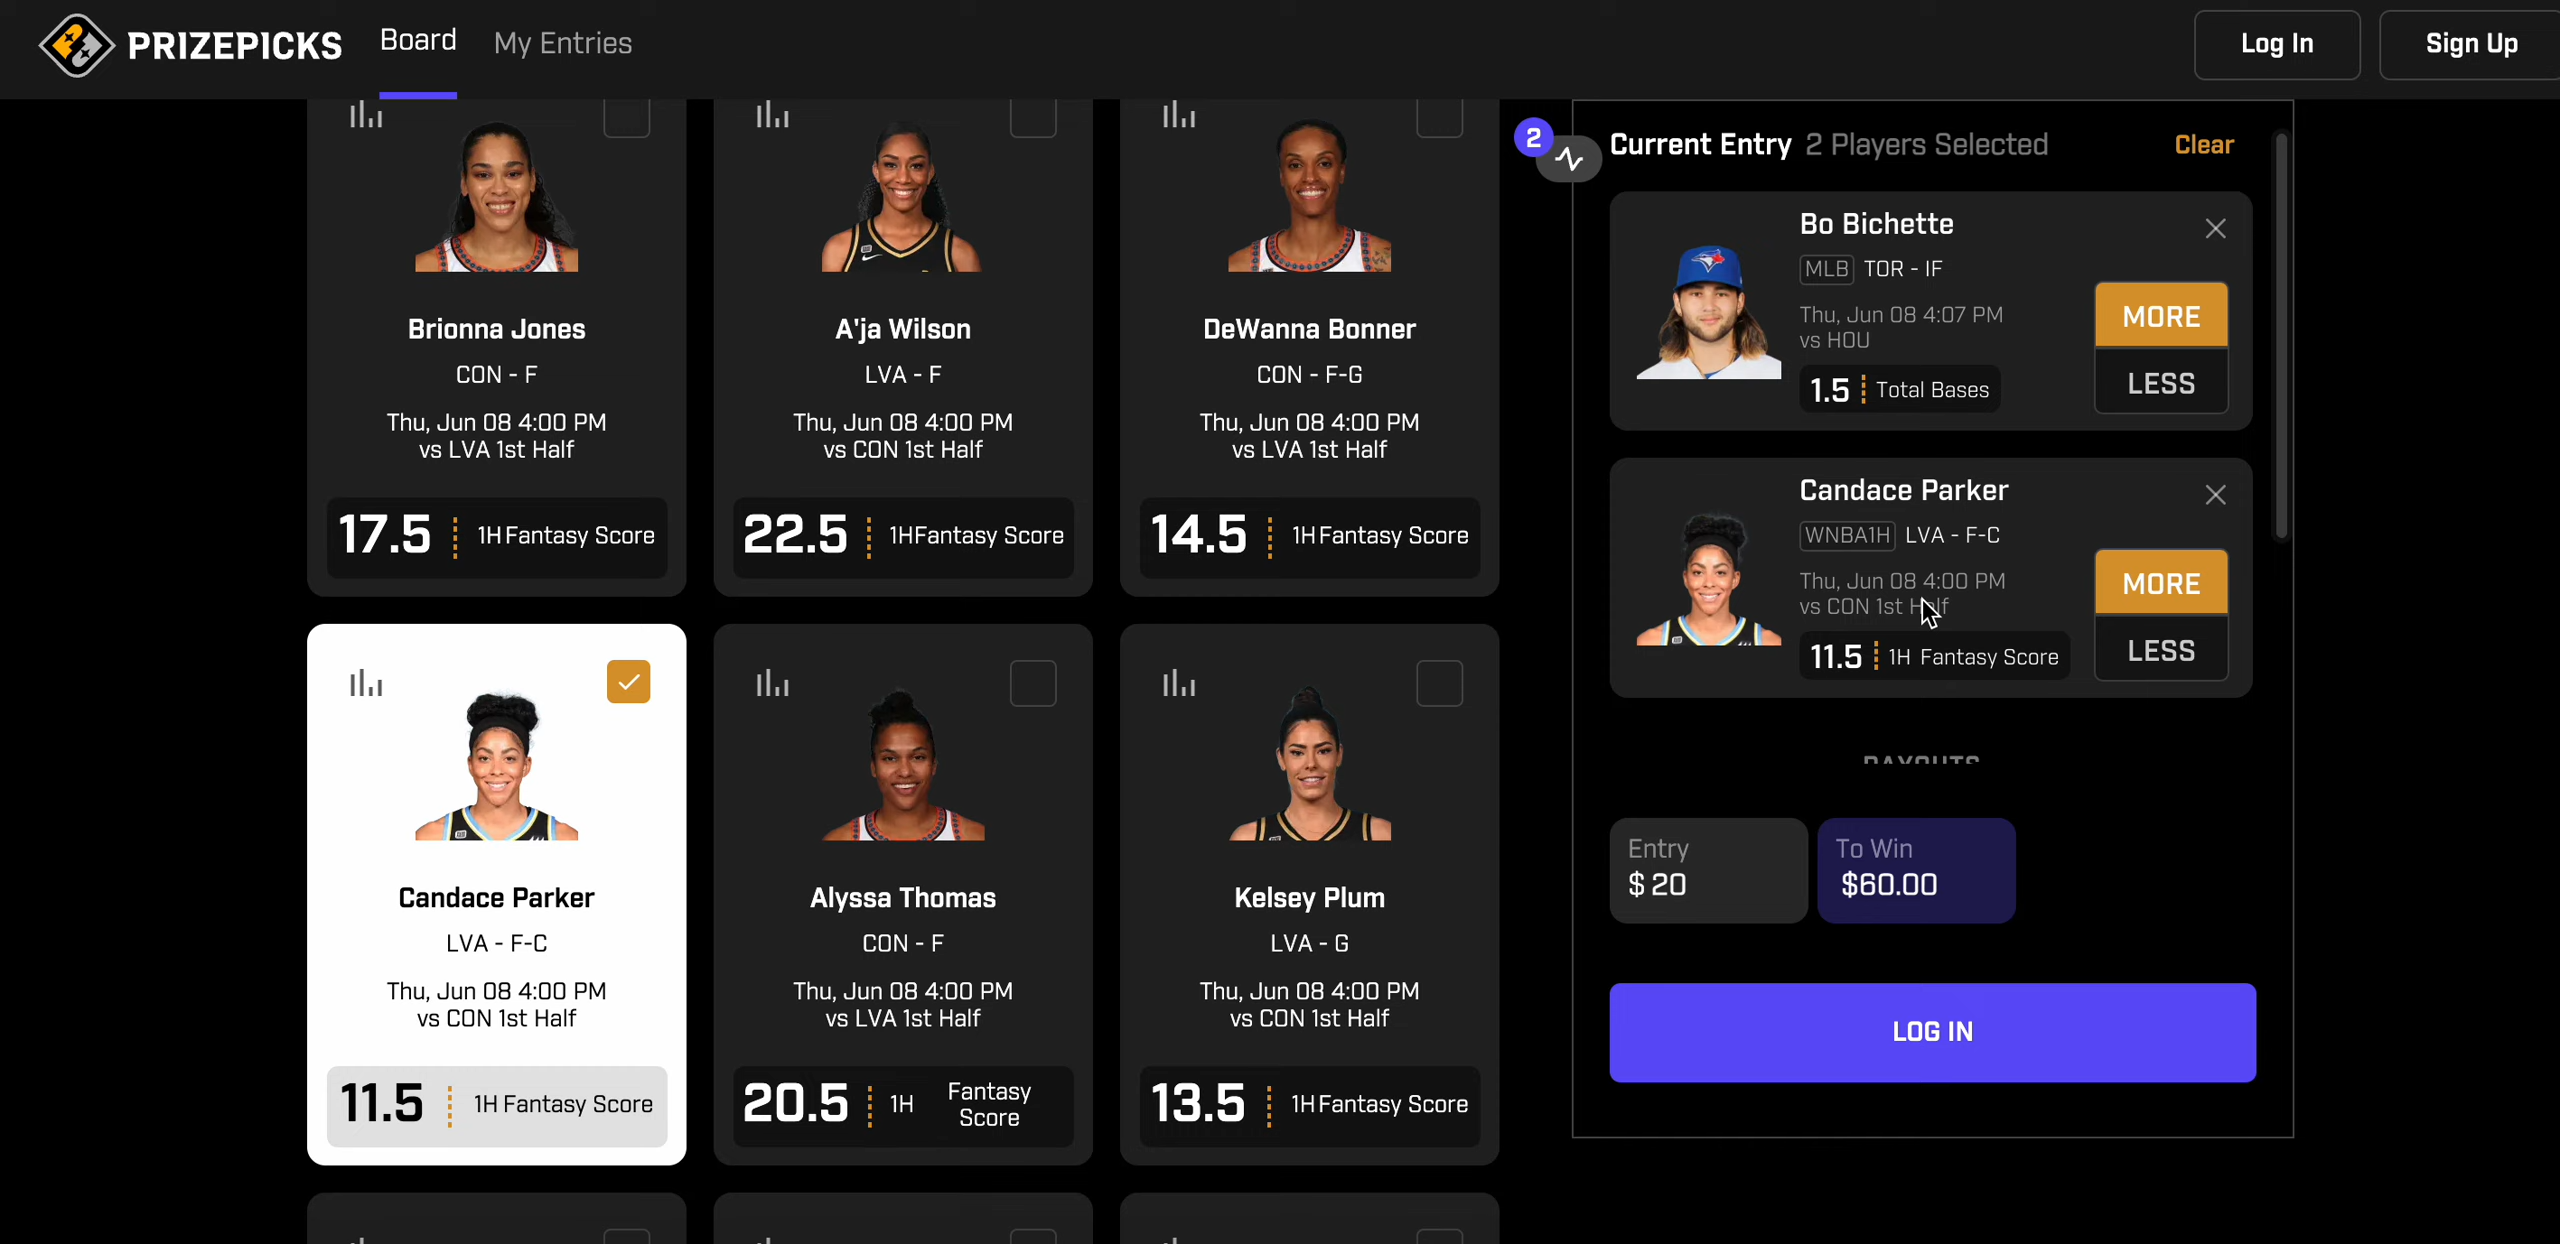 PRIZEPICKS Board My Entries Log In Sign Up
Brionna Jones
CON - F
Thu, Jun 08 4:00 PM
vs LVA 1st Half
17.5 1H Fantasy Score
A'ja Wilson
LVA - F
Thu, Jun 08 4:00 PM
vs CON 1st Half
22.5 1H Fantasy Score
DeWanna Bonner
CON - F-G
Thu, Jun 08 4:00 PM
vs LVA 1st Half
14.5 1H Fantasy Score
Candace Parker
LVA - F-C
Thu, Jun 08 4:00 PM
vs CON 1st Half
11.5 1H Fantasy Score
Alyssa Thomas
CON - F
Thu, Jun 08 4:00 PM
vs LVA 1st Half
20.5 1H Fantasy
Score
Kelsey Plum
LVA - G
Thu, Jun 08 4:00 PM
vs CON 1st Half
13.5 1H Fantasy Score
2
Current Entry 2 Players Selected Clear
Bo Bichette
MLB TOR - IF
Thu, Jun 08 4:07 PM
vs HOU
1.5 Total Bases
MORE
LESS
Candace Parker
WNBA1H LVA - F-C
Thu, Jun 08 4:00 PM
vs CON 1st Half
11.5 1H Fantasy Score
MORE
LESS
PAYOUTS
Entry
$ 20
To Win
$60.00
LOG IN